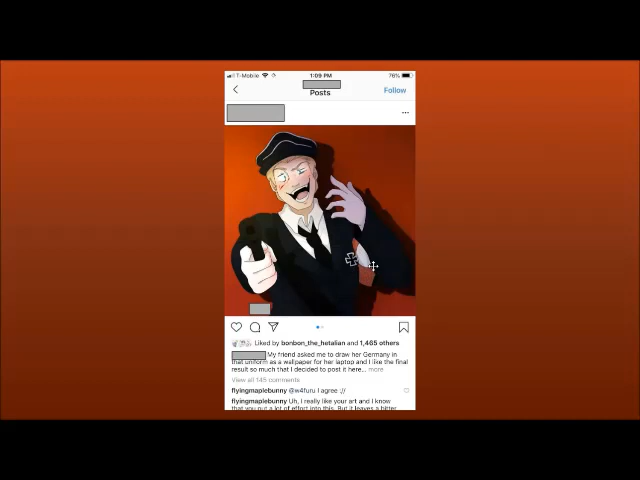 T-Mobile
1:09 PM
76%
Posts
Follow
Liked by bonbon_the_hetalian and 1,465 others
My friend asked me to draw her Germany in
that uniform as a wallpaper for her laptop and I like the final
result so much that I decided to post it here... more
View all 145 comments
flyingmaplebunny @w4furu I agree ://
flyingmaplebunny Uh, I really like your art and I know
that you put a lot of effort into this. But it leaves a bitter